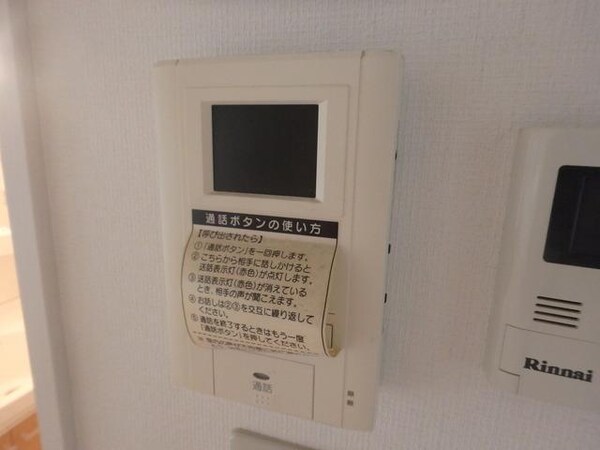 通話ボタンの使い方
【呼び出されたら】
①「通話ボタン」を一回押します。
②こちらから相手に話しかけると
送話表示灯(赤色)が点灯します。
③送話表示灯(赤色)が消えている
とき、相手の声が聞こえます。
④お話しは②③を交互に繰り返して
ください。
⑤通話を終了するときはもう一度
「通話ボタン」を押してください。
通話
Rinnai